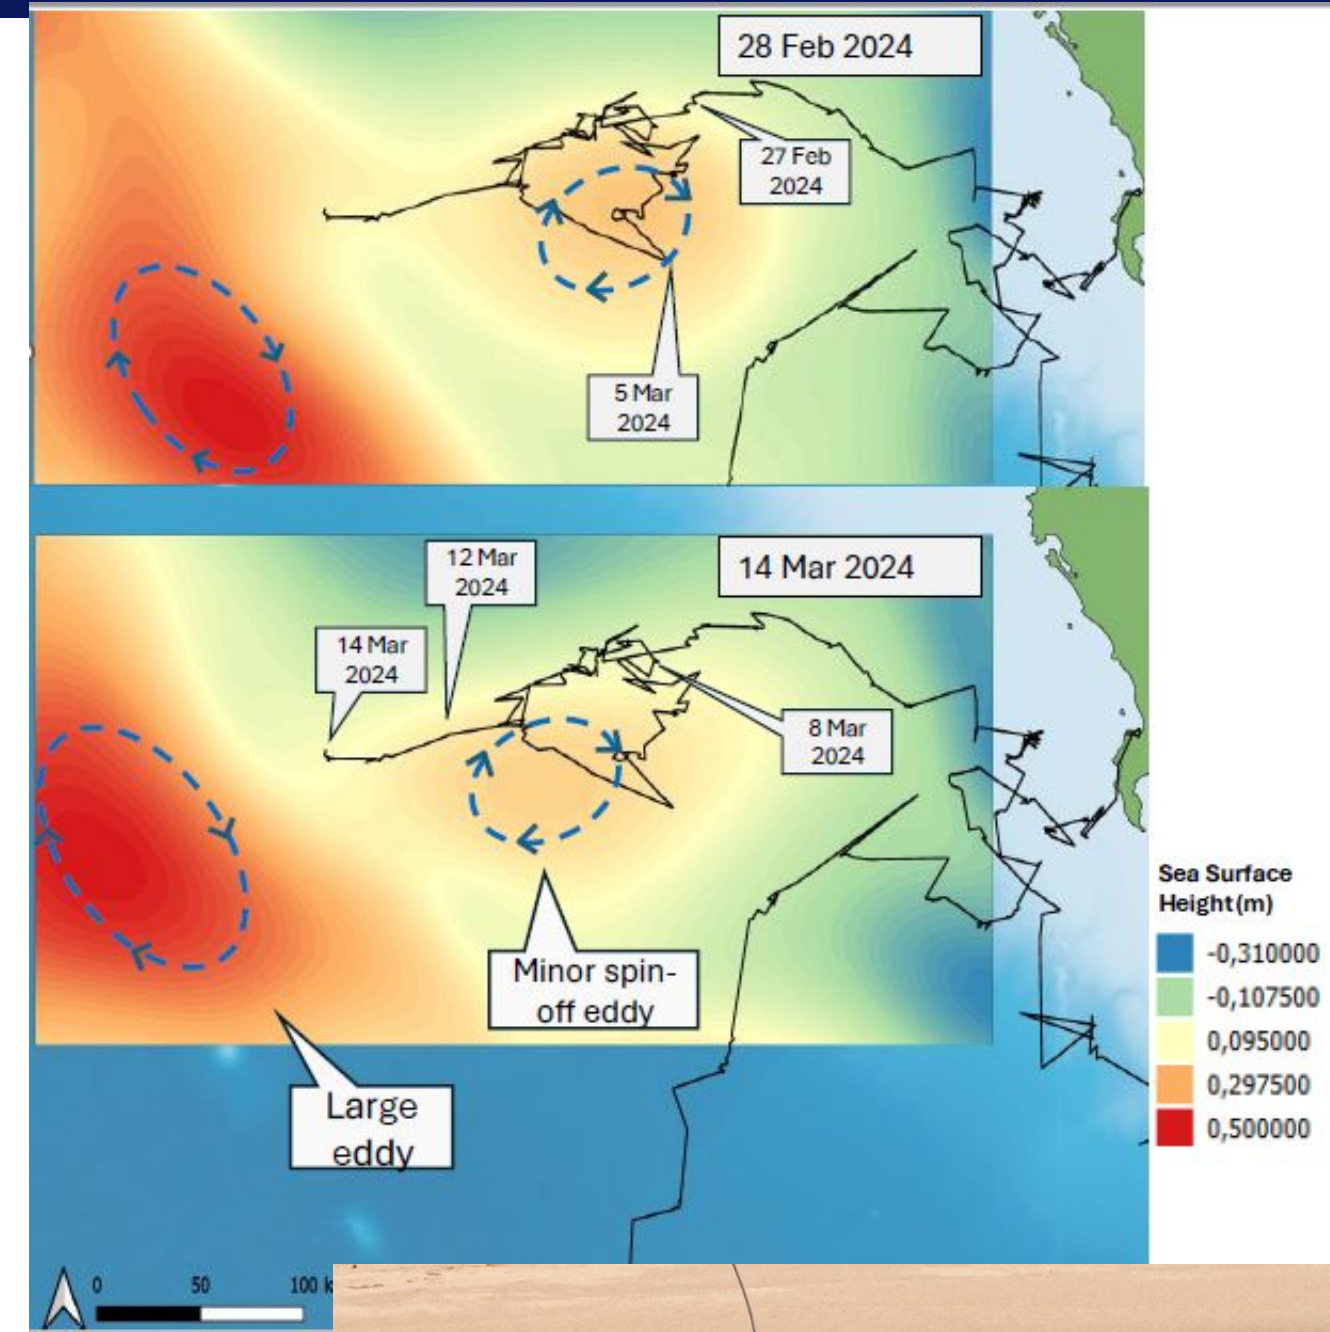 28 Feb 2024
27 Feb
2024
5 Mar
2024
12 Mar
2024
14 Mar 2024
14 Mar
2024
8 Mar
2024
Minor spin-
off eddy
Large
eddy
Sea Surface
Height(m)
-0,310000
-0,107500
0,095000
0,297500
0,500000
0 50 100 k